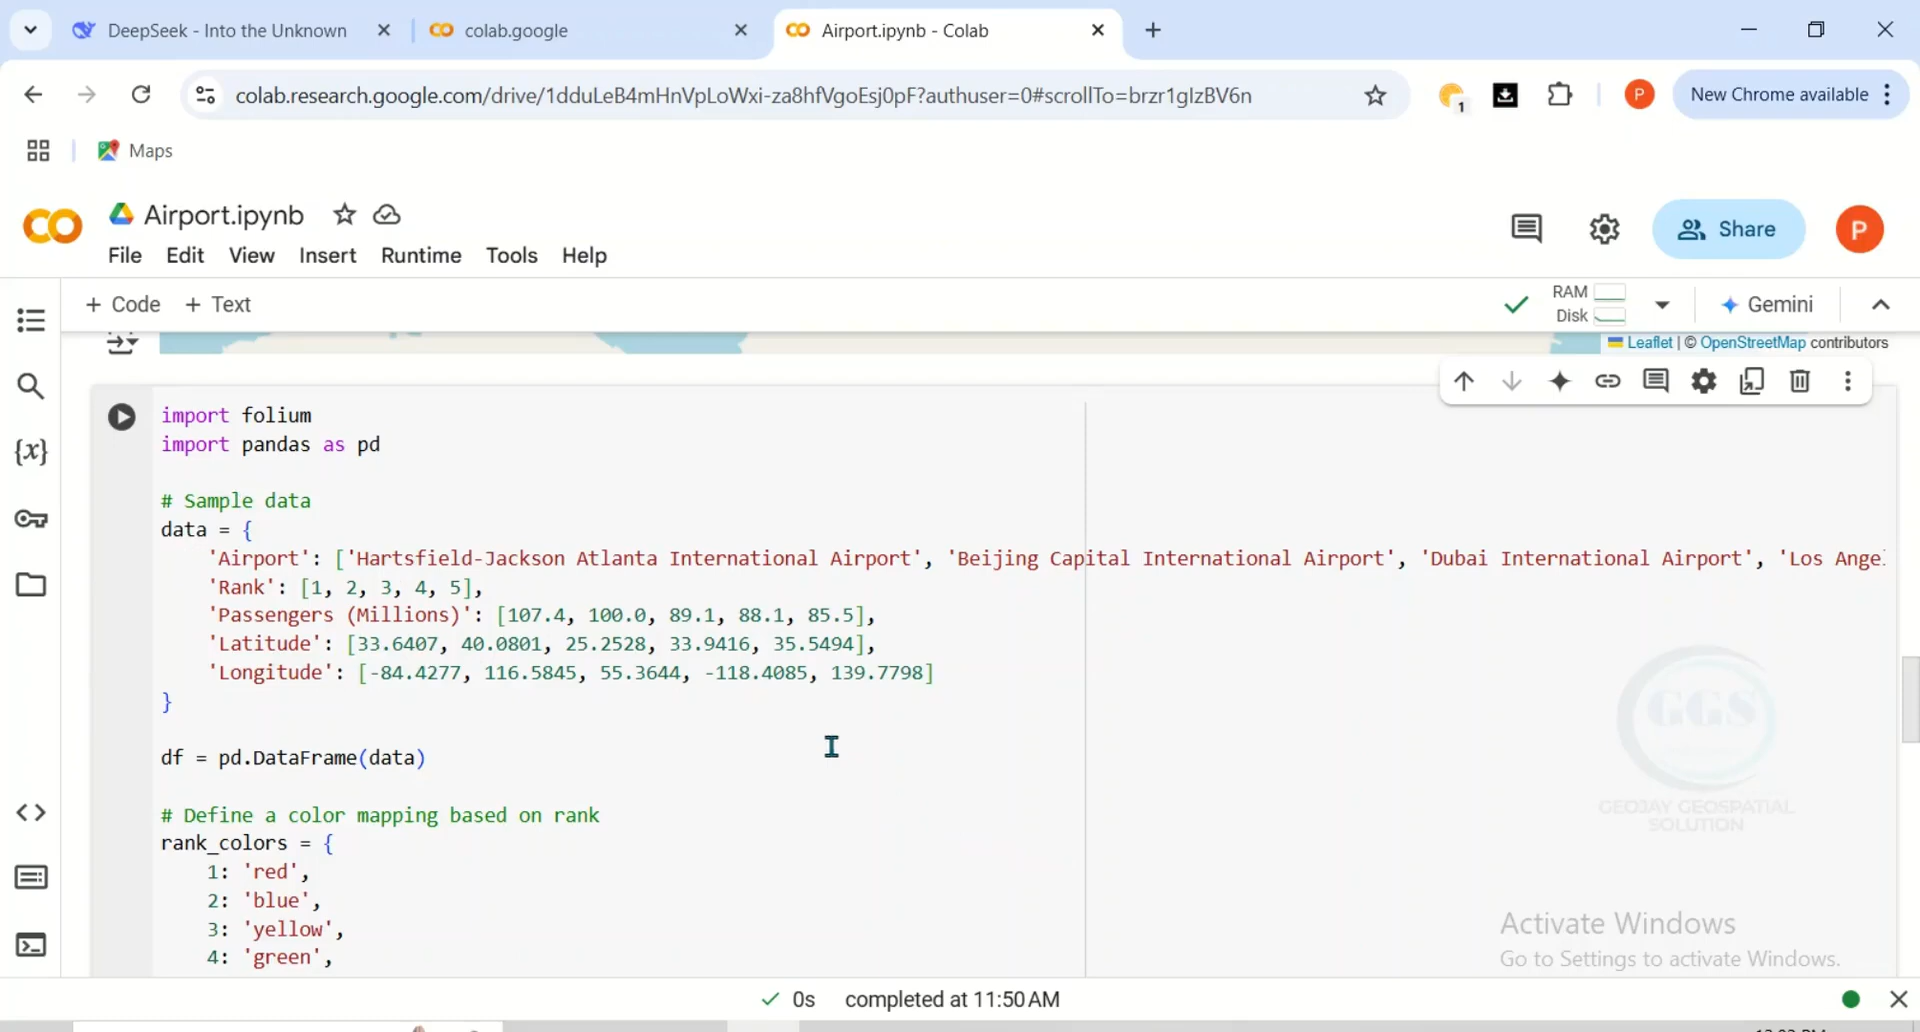 DeepSeek - Into the Unknown
colab.google
Airport.ipynb - Colab
colab.research.google.com/drive/1dduLeB4mHnVpLoWxi-za8hfVgoEsj0pF?authuser=0#scrollTo=brzr1gIzBV6n
1
P
New Chrome available
Maps
Airport.ipynb
File Edit View Insert Runtime Tools Help
Share
P
+ Code + Text
RAM
Disk
Gemini
Leaflet | © OpenStreetMap contributors
import folium
import pandas as pd
# Sample data
data = {
'Airport': ['Hartsfield-Jackson Atlanta International Airport', 'Beijing Capital International Airport', 'Dubai International Airport', 'Los Angel
'Rank': [1, 2, 3, 4, 5],
'Passengers (Millions)': [107.4, 100.0, 89.1, 88.1, 85.5],
'Latitude': [33.6407, 40.0801, 25.2528, 33.9416, 35.5494],
'Longitude': [-84.4277, 116.5845, 55.3644, -118.4085, 139.7798]
}
df = pd.DataFrame(data)
# Define a color mapping based on rank
rank_colors = {
1: 'red',
2: 'blue',
3: 'yellow',
4: 'green',
GGS
GEOJAY GEOSPATIAL
SOLUTION
Activate Windows
Go to Settings to activate Windows.
0s completed at 11:50 AM